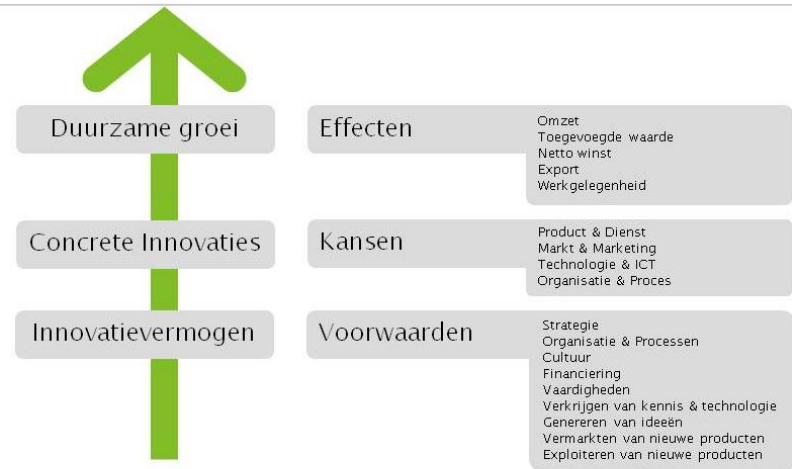 Duurzame groei
Effecten
Omzet
Toegevoegde waarde
Netto winst
Export
Werkgelegenheid
Concrete Innovaties
Kansen
Product & Dienst
Markt & Marketing
Technologie & ICT
Organisatie & Proces
Innovatievermogen
Voorwaarden
Strategie
Organisatie & Processen
Cultuur
Financiering
Vaardigheden
Verkrijgen van kennis & technologie
Genereren van ideeën
Vermarkten van nieuwe producten
Exploiteren van nieuwe producten